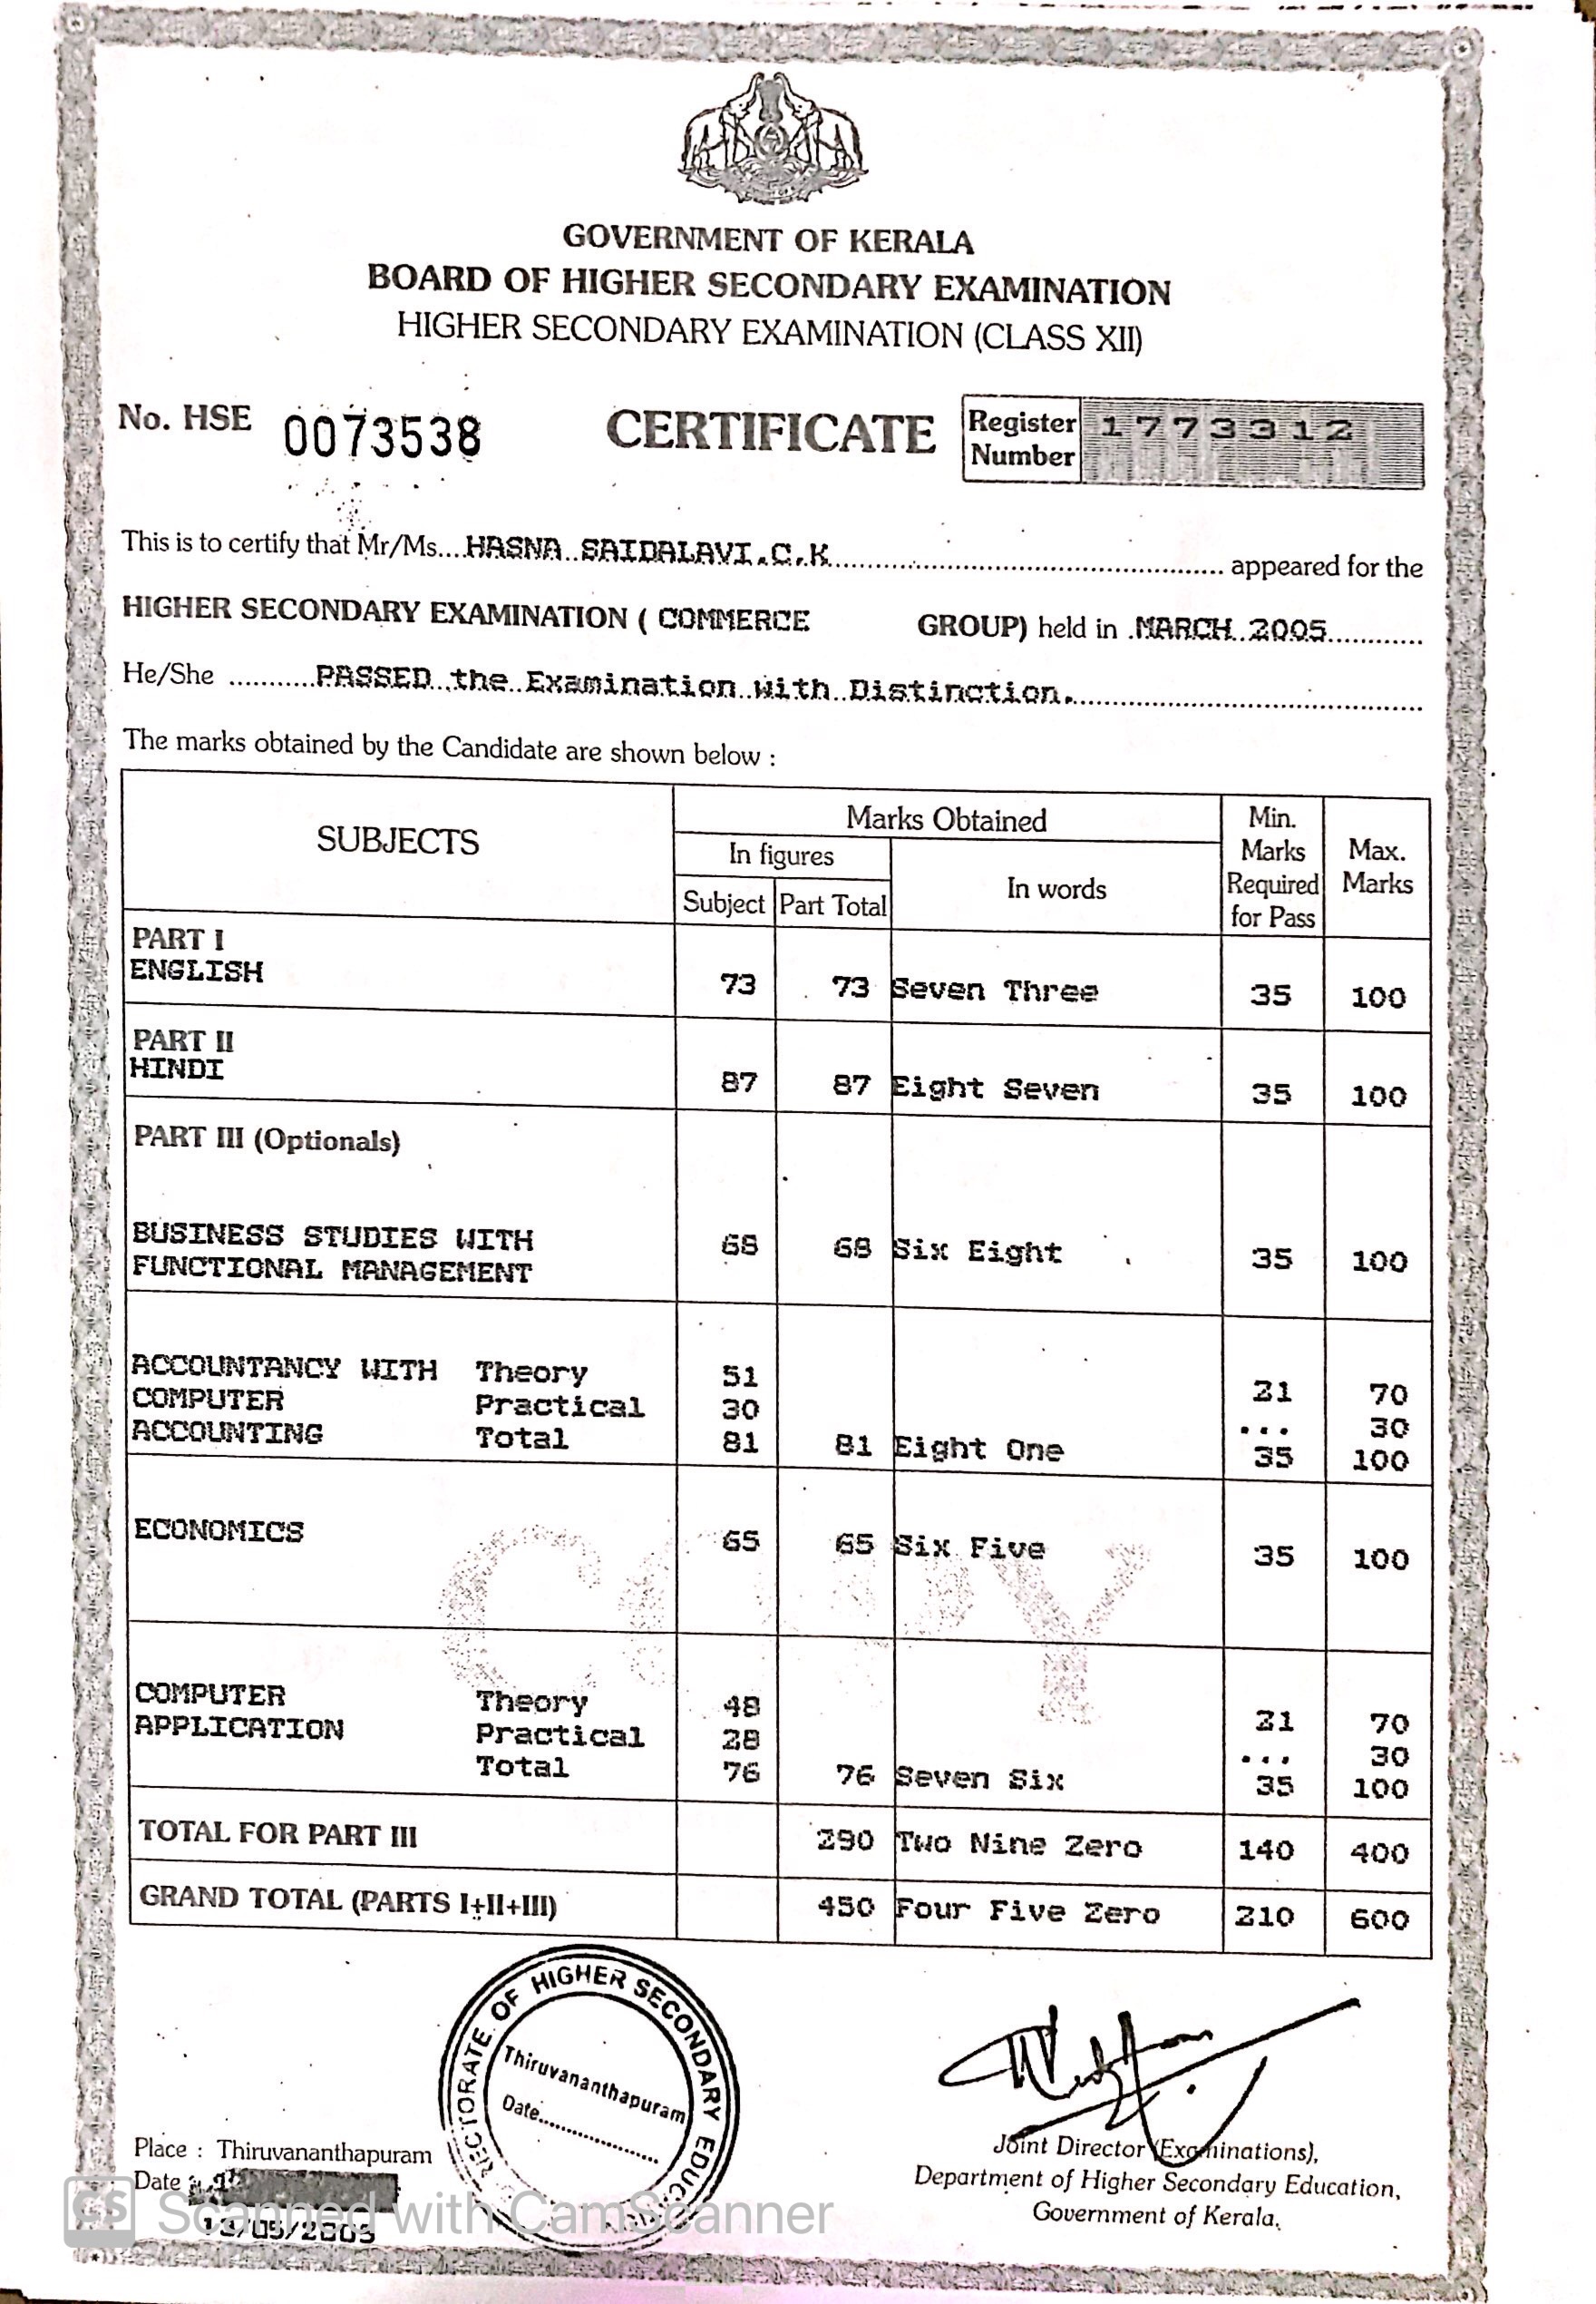 GOVERNMENT OF KERALA
BOARD OF HIGHER SECONDARY EXAMINATION
HIGHER SECONDARY EXAMINATION (CLASS XII)
No. HSE 0073538 CERTIFICATE Register Number 1773312
This is to certify that Mr/Ms....HASNA..SAIDALAVI.C.K.................... appeared for the
HIGHER SECONDARY EXAMINATION ( COMMERCE GROUP) held in .MARCH..2005............
He/She ..........PASSED..the..Examination..with..Distinction..............................
The marks obtained by the Candidate are shown below :
SUBJECTS Marks Obtained Min. Marks Required for Pass Max. Marks
In figures In words
Subject Part Total
PART I
ENGLISH 73 73 Seven Three 35 100
PART II
HINDI 87 87 Eight Seven 35 100
PART III (Optionals)
BUSINESS STUDIES WITH
FUNCTIONAL MANAGEMENT 68 68 Six Eight 35 100
ACCOUNTANCY WITH Theory 51 21 70
COMPUTER Practical 30 ... 30
ACCOUNTING Total 81 81 Eight One 35 100
ECONOMICS 65 65 Six Five 35 100
COPY
COMPUTER Theory 48 21 70
APPLICATION Practical 28 ... 30
Total 76 76 Seven Six 35 100
TOTAL FOR PART III 290 Two Nine Zero 140 400
GRAND TOTAL (PARTS I+II+III) 450 Four Five Zero 210 600
OF HIGHER SECONDARY
Thiruvananthapuram
Date....................
Place : Thiruvananthapuram
Date :
Joint Director (Examinations),
Department of Higher Secondary Education,
Government of Kerala.
CS Scanned with CamScanner